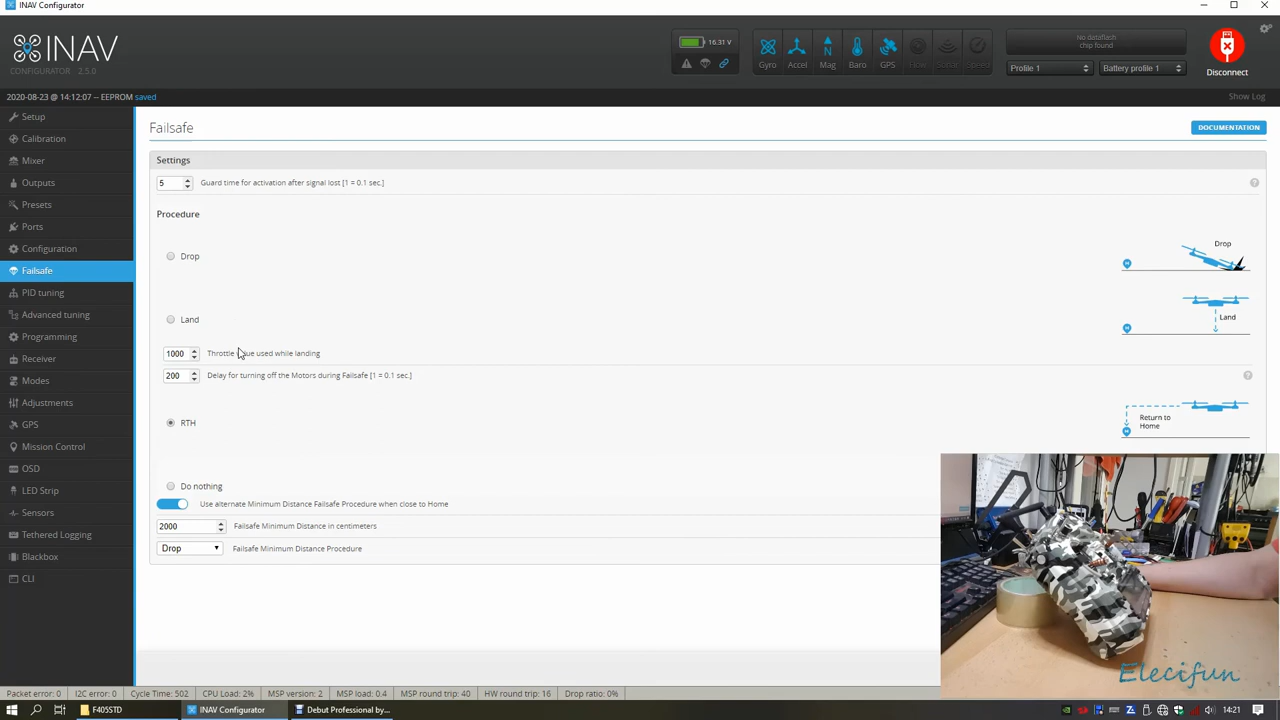 INAV Configurator
INAV
CONFIGURATOR 2.5.0
16.31 V
Gyro
Accel
Mag
Baro
GPS
Flow
Sonar
Speed
No dataflash
chip found
Profile 1
Battery profile 1
Disconnect
2020-08-23 @ 14:12:07 -- EEPROM saved
Show Log
Setup
Calibration
Mixer
Outputs
Presets
Ports
Configuration
Failsafe
PID tuning
Advanced tuning
Programming
Receiver
Modes
Adjustments
GPS
Mission Control
OSD
LED Strip
Sensors
Tethered Logging
Blackbox
CLI
Failsafe
DOCUMENTATION
Settings
5 Guard time for activation after signal lost [1 = 0.1 sec.]
Procedure
Drop
Drop
Land
Land
1000 Throttle value used while landing
200 Delay for turning off the Motors during Failsafe [1 = 0.1 sec.]
RTH
Return to
Home
Do nothing
Use alternate Minimum Distance Failsafe Procedure when close to Home
2000 Failsafe Minimum Distance in centimeters
Drop Failsafe Minimum Distance Procedure
Elecifun
Packet error: 0 I2C error: 0 Cycle Time: 502 CPU Load: 2% MSP version: 2 MSP load: 0.4 MSP round trip: 40 HW round trip: 16 Drop ratio: 0%
F405STD
INAV Configurator
Debut Professional by...
14:21